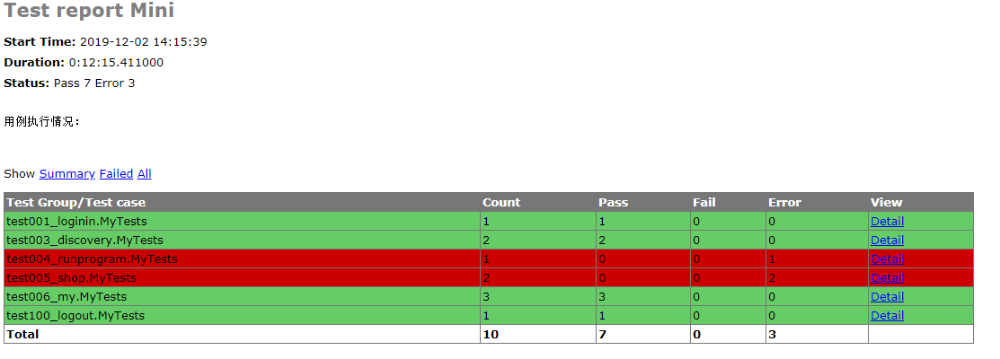 Test report Mini
Start Time: 2019-12-02 14:15:39
Duration: 0:12:15.411000
Status: Pass 7 Error 3
用例执行情况：
Show Summary Failed All
Test Group/Test case Count Pass Fail Error View
test001_loginin.MyTests 1 1 0 0 Detail
test003_discovery.MyTests 2 2 0 0 Detail
test004_runprogram.MyTests 1 0 0 1 Detail
test005_shop.MyTests 2 0 0 2 Detail
test006_my.MyTests 3 3 0 0 Detail
test100_logout.MyTests 1 1 0 0 Detail
Total 10 7 0 3